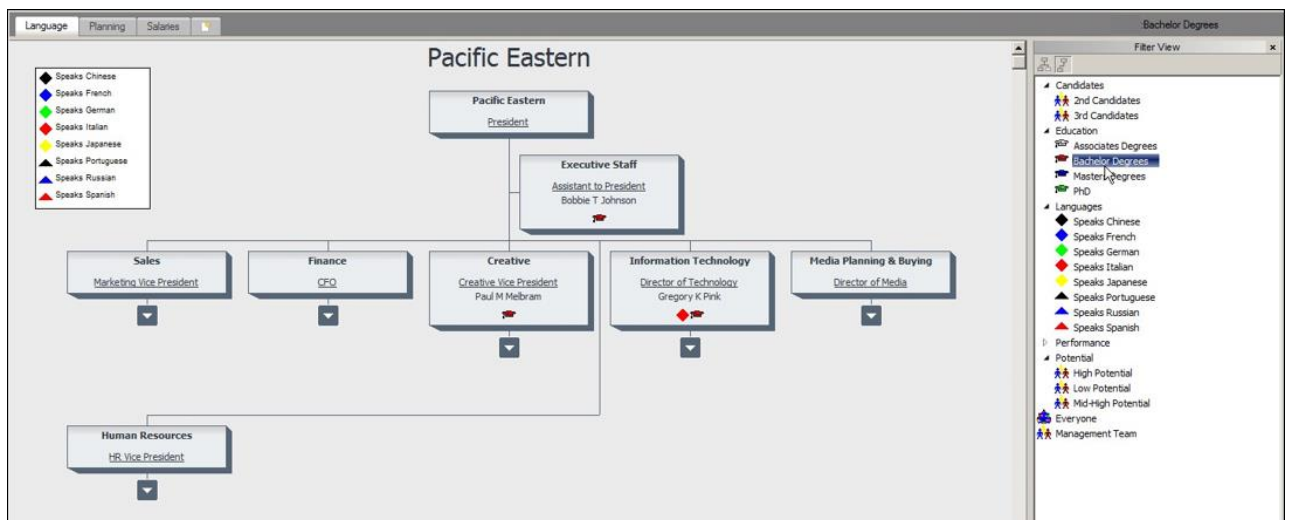 Language Planning Salaries
Bachelor Degrees
Pacific Eastern
Speaks Chinese
Speaks French
Speaks German
Speaks Italian
Speaks Japanese
Speaks Portuguese
Speaks Russian
Speaks Spanish
Pacific Eastern
President
Executive Staff
Assistant to President
Bobbie T Johnson
Sales
Marketing Vice President
Finance
CFO
Creative
Creative Vice President
Paul M Melbram
Information Technology
Director of Technology
Gregory K Pink
Media Planning & Buying
Director of Media
Human Resources
HR Vice President
Filter View
Candidates
2nd Candidates
3rd Candidates
Education
Associates Degrees
Bachelor Degrees
Masters Degrees
PhD
Languages
Speaks Chinese
Speaks French
Speaks German
Speaks Italian
Speaks Japanese
Speaks Portuguese
Speaks Russian
Speaks Spanish
Performance
Potential
High Potential
Low Potential
Mid-High Potential
Everyone
Management Team